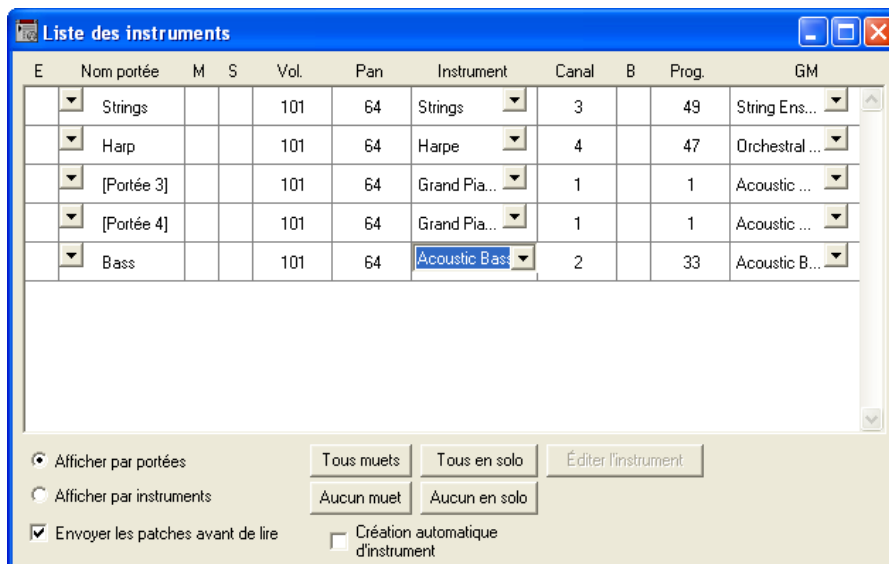 Liste des instruments
E Nom portée M S Vol. Pan Instrument Canal B Prog. GM
Strings 101 64 Strings 3 49 String Ens...
Harp 101 64 Harpe 4 47 Orchestral ...
[Portée 3] 101 64 Grand Pia... 1 1 Acoustic ...
[Portée 4] 101 64 Grand Pia... 1 1 Acoustic ...
Bass 101 64 Acoustic Bass 2 33 Acoustic B...
Afficher par portées Tous muets Tous en solo Éditer l'instrument
Afficher par instruments Aucun muet Aucun en solo
Envoyer les patches avant de lire Création automatique
d'instrument